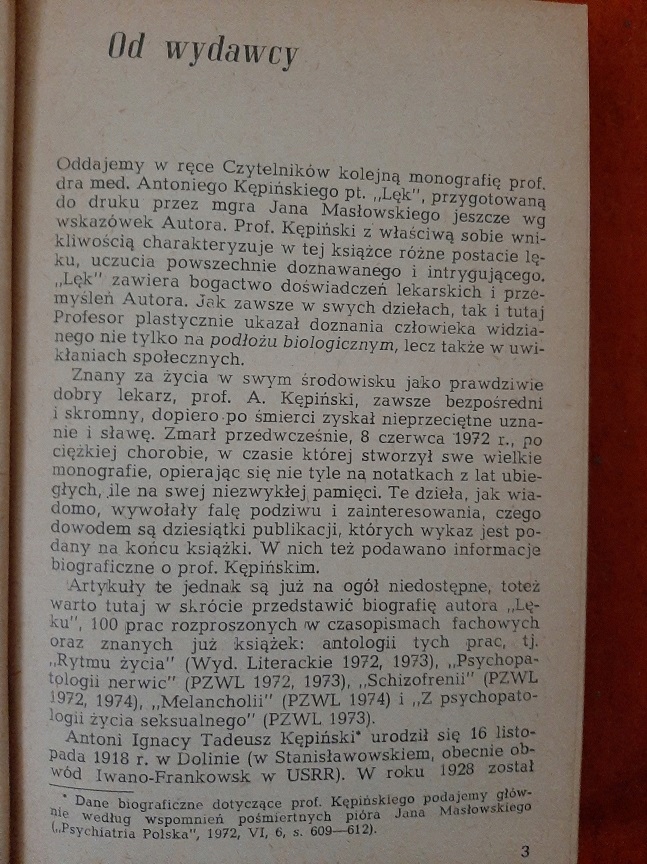 Od wydawcy
Oddajemy w ręce Czytelników kolejną monografię prof.
dra med. Antoniego Kępińskiego pt. „Lęk", przygotowaną
do druku przez mgra Jana Masłowskiego jeszcze wg
wskazówek Autora. Prof. Kępiński z właściwą sobie wni-
kliwością charakteryzuje w tej książce różne postacie lę-
ku, uczucia powszechnie doznawanego i intrygującego.
„Lęk" zawiera bogactwo doświadczeń lekarskich i prze-
myśleń Autora. Jak zawsze w swych dziełach, tak i tutaj
Profesor plastycznie ukazał doznania człowieka widzia-
nego nie tylko na podłożu biologicznym, lecz także w uwi-
kłaniach społecznych.
Znany za życia w swym środowisku jako prawdziwie
dobry lekarz, prof. A. Kępiński, zawsze bezpośredni
i skromny, dopiero po śmierci zyskał nieprzeciętne uzna-
nie i sławę. Zmarł przedwcześnie, 8 czerwca 1972 r., po
ciężkiej chorobie, w czasie której stworzył swe wielkie
monografie, opierając się nie tyle na notatkach z lat ubie-
głych, ile na swej niezwykłej pamięci. Te dzieła, jak wia-
domo, wywołały falę podziwu i zainteresowania, czego
dowodem są dziesiątki publikacji, których wykaz jest po-
dany na końcu książki. W nich też podawano informacje
biograficzne o prof. Kępińskim.
Artykuły te jednak są już na ogół niedostępne, toteż
warto tutaj w skrócie przedstawić biografię autora „Lę-
ku", 100 prac rozproszonych w czasopismach fachowych
oraz znanych już książek: antologii tych prac, tj.
„Rytmu życia" (Wyd. Literackie 1972, 1973), „Psychopa-
tologii nerwic" (PZWL 1972, 1973), „Schizofrenii" (PZWL
1972, 1974), „Melancholii" (PZWL 1974) i „Z psychopato-
logii życia seksualnego" (PZWL 1973).
Antoni Ignacy Tadeusz Kępiński* urodził się 16 listo-
pada 1918 r. w Dolinie (w Stanisławowskiem, obecnie ob-
wód Iwano-Frankowsk w USRR). W roku 1928 został
* Dane biograficzne dotyczące prof. Kępińskiego podajemy głów-
nie według wspomnień pośmiertnych pióra Jana Masłowskiego
(„Psychiatria Polska", 1972, VI, 6, s. 609—612).
3